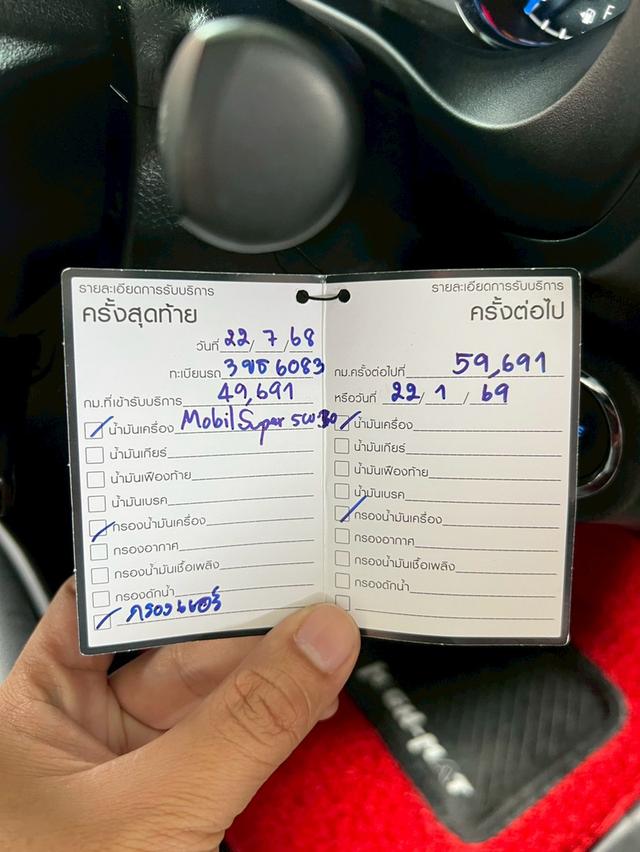 F
รายละเอียดการรับบริการ
ครั้งสุดท้าย
วันที่ 22 / 7 / 68
ทะเบียนรถ 6083
กม.ที่เข้ารับบริการ 49,691
น้ำมันเครื่อง Mobil Super 5W-30
น้ำมันเกียร์
น้ำมันเฟืองท้าย
น้ำมันเบรค
กรองน้ำมันเครื่อง
กรองอากาศ
กรองน้ำมันเชื้อเพลิง
กรองดักน้ำ
กรองแอร์
รายละเอียดการรับบริการ
ครั้งต่อไป
กม.ครั้งต่อไปที่ 59,691
หรือวันที่ 22 / 1 / 69
น้ำมันเครื่อง
น้ำมันเกียร์
น้ำมันเฟืองท้าย
น้ำมันเบรค
กรองน้ำมันเครื่อง
กรองอากาศ
กรองน้ำมันเชื้อเพลิง
กรองดักน้ำ